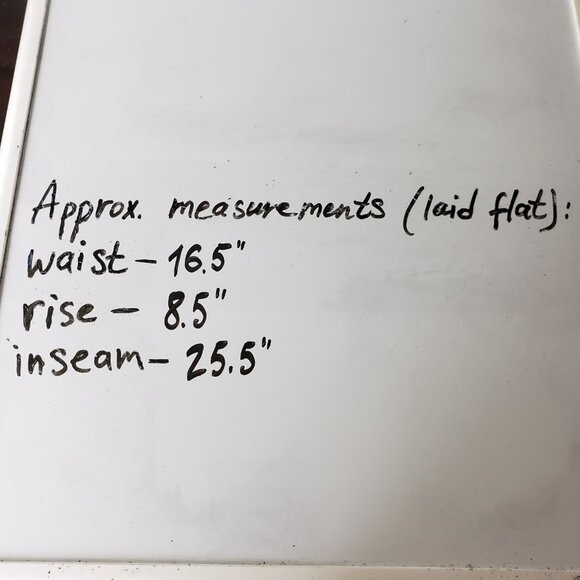 Approx. measurements (laid flat):
waist – 16.5"
rise – 8.5"
inseam – 25.5"